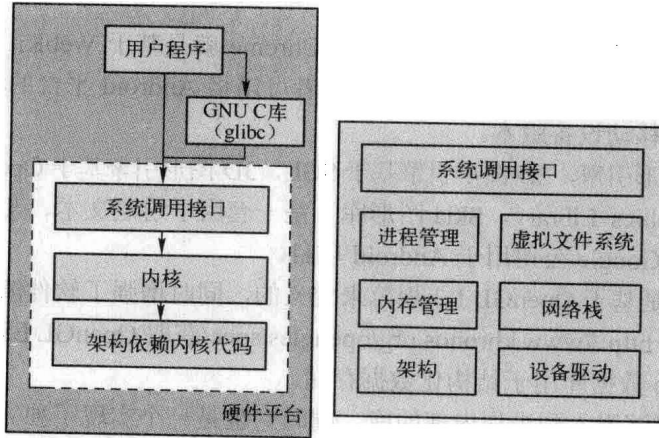 用户程序
GNU C库
（glibc）
系统调用接口
内核
架构依赖内核代码
硬件平台
系统调用接口
进程管理
虚拟文件系统
内存管理
网络栈
架构
设备驱动